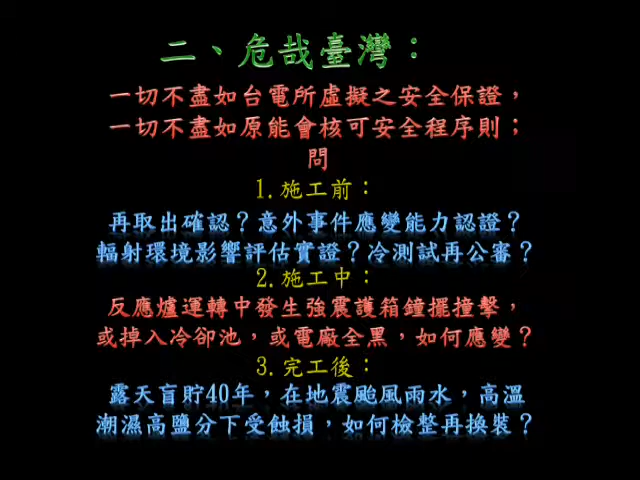 二、危哉臺灣：
一切不盡如台電所虛擬之安全保證，
一切不盡如原能會核可安全程序則；
問
1.施工前：
再取出確認？意外事件應變能力認證？
輻射環境影響評估實證？冷測試再公審？
2.施工中：
反應爐運轉中發生強震護箱鐘擺撞擊，
或掉入冷卻池，或電廠全黑，如何應變？
3.完工後：
露天盲貯40年，在地震颱風雨水，高溫
潮濕高鹽分下受蝕損，如何檢整再換裝？